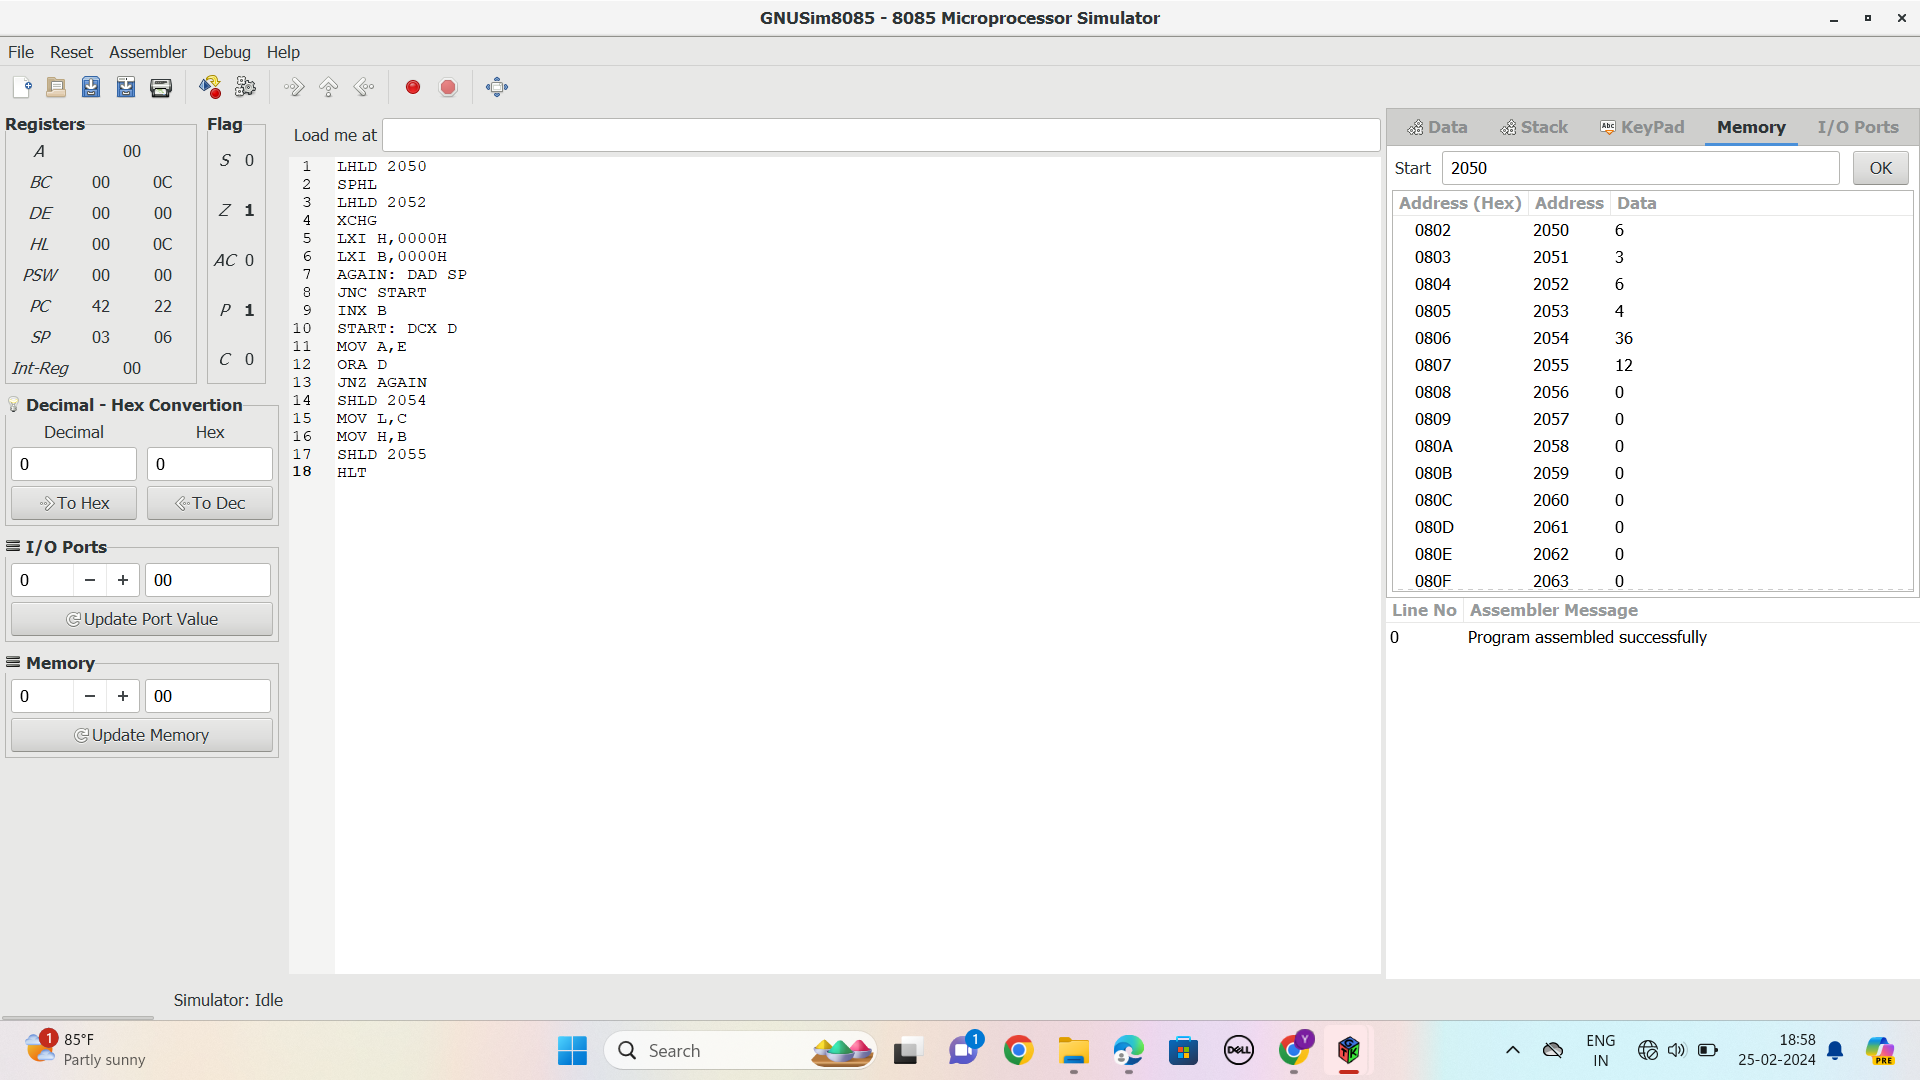 GNUSim8085 - 8085 Microprocessor Simulator
File Reset Assembler Debug Help
Registers
A 00
BC 00 0C
DE 00 00
HL 00 0C
PSW 00 00
PC 42 22
SP 03 06
Int-Reg 00
Flag
S 0
Z 1
AC 0
P 1
C 0
Decimal - Hex Convertion
Decimal Hex
0 0
To Hex To Dec
I/O Ports
0 − + 00
Update Port Value
Memory
0 − + 00
Update Memory
Load me at
1 LHLD 2050
2 SPHL
3 LHLD 2052
4 XCHG
5 LXI H,0000H
6 LXI B,0000H
7 AGAIN: DAD SP
8 JNC START
9 INX B
10 START: DCX D
11 MOV A,E
12 ORA D
13 JNZ AGAIN
14 SHLD 2054
15 MOV L,C
16 MOV H,B
17 SHLD 2055
18 HLT
Data Stack Abc KeyPad Memory I/O Ports
Start 2050 OK
Address (Hex) Address Data
0802 2050 6
0803 2051 3
0804 2052 6
0805 2053 4
0806 2054 36
0807 2055 12
0808 2056 0
0809 2057 0
080A 2058 0
080B 2059 0
080C 2060 0
080D 2061 0
080E 2062 0
080F 2063 0
Line No Assembler Message
0 Program assembled successfully
Simulator: Idle
1 85°F
Partly sunny
Search
1
DELL
Y
ENG
IN
18:58
25-02-2024
PRE